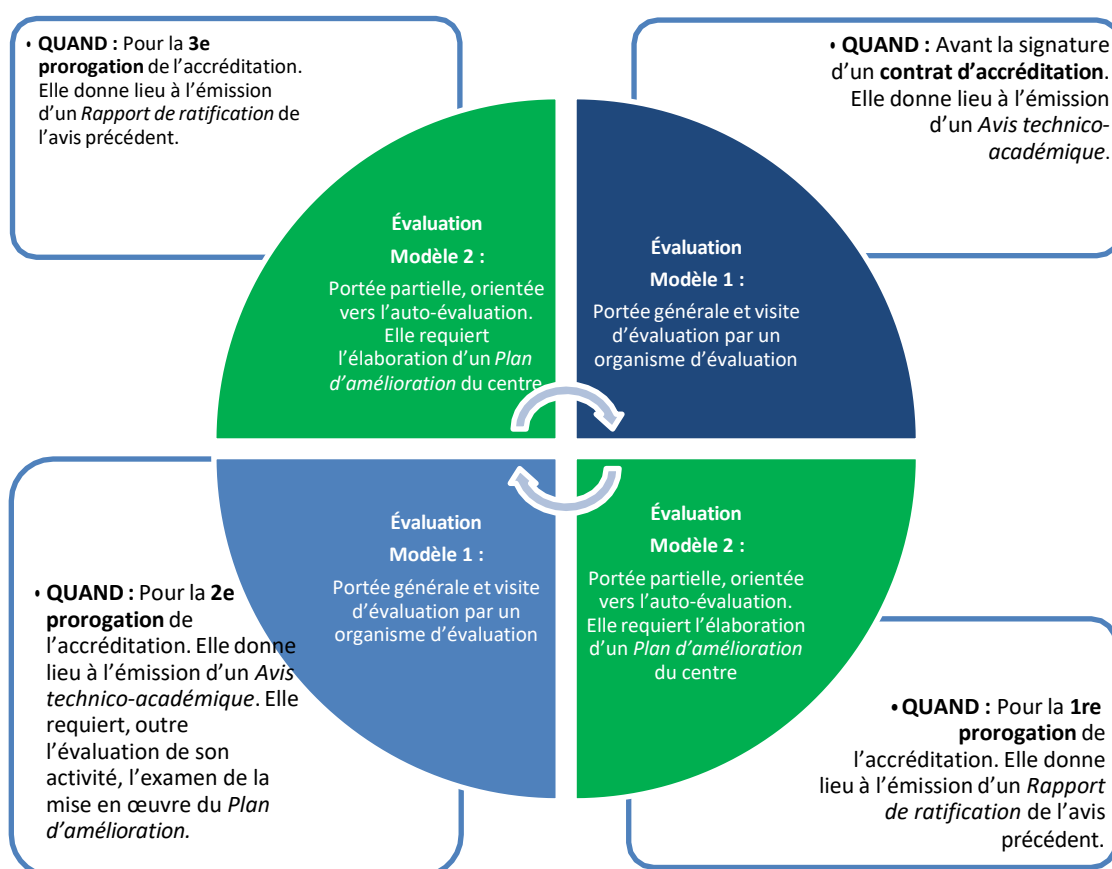 • QUAND : Pour la 3e
prorogation de l’accréditation.
Elle donne lieu à l’émission
d’un Rapport de ratification de
l’avis précédent.
• QUAND : Avant la signature
d’un contrat d’accréditation.
Elle donne lieu à l’émission
d’un Avis technico-
académique.
Évaluation
Modèle 2 :
Portée partielle, orientée
vers l’auto-évaluation.
Elle requiert
l’élaboration d’un Plan
d’amélioration du centre
Évaluation
Modèle 1 :
Portée générale et visite
d’évaluation par un
organisme d’évaluation
Évaluation
Modèle 1 :
Portée générale et visite
d’évaluation par un
organisme d’évaluation
Évaluation
Modèle 2 :
Portée partielle, orientée
vers l’auto-évaluation.
Elle requiert l’élaboration
d’un Plan d’amélioration
du centre
• QUAND : Pour la 2e
prorogation de
l’accréditation. Elle donne
lieu à l’émission d’un Avis
technico-académique. Elle
requiert, outre
l’évaluation de son
activité, l’examen de la
mise en œuvre du Plan
d’amélioration.
• QUAND : Pour la 1re
prorogation de
l’accréditation. Elle donne
lieu à l’émission d’un Rapport
de ratification de l’avis
précédent.